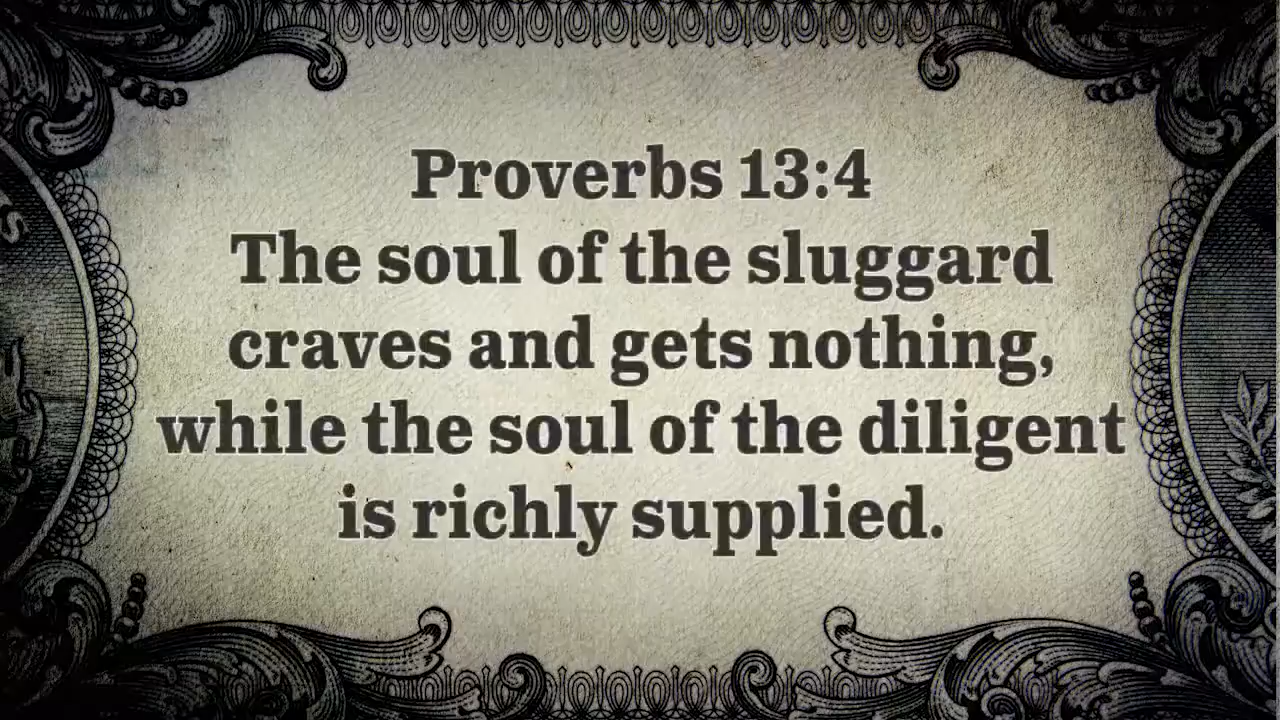 Proverbs 13:4
The soul of the sluggard
craves and gets nothing,
while the soul of the diligent
is richly supplied.